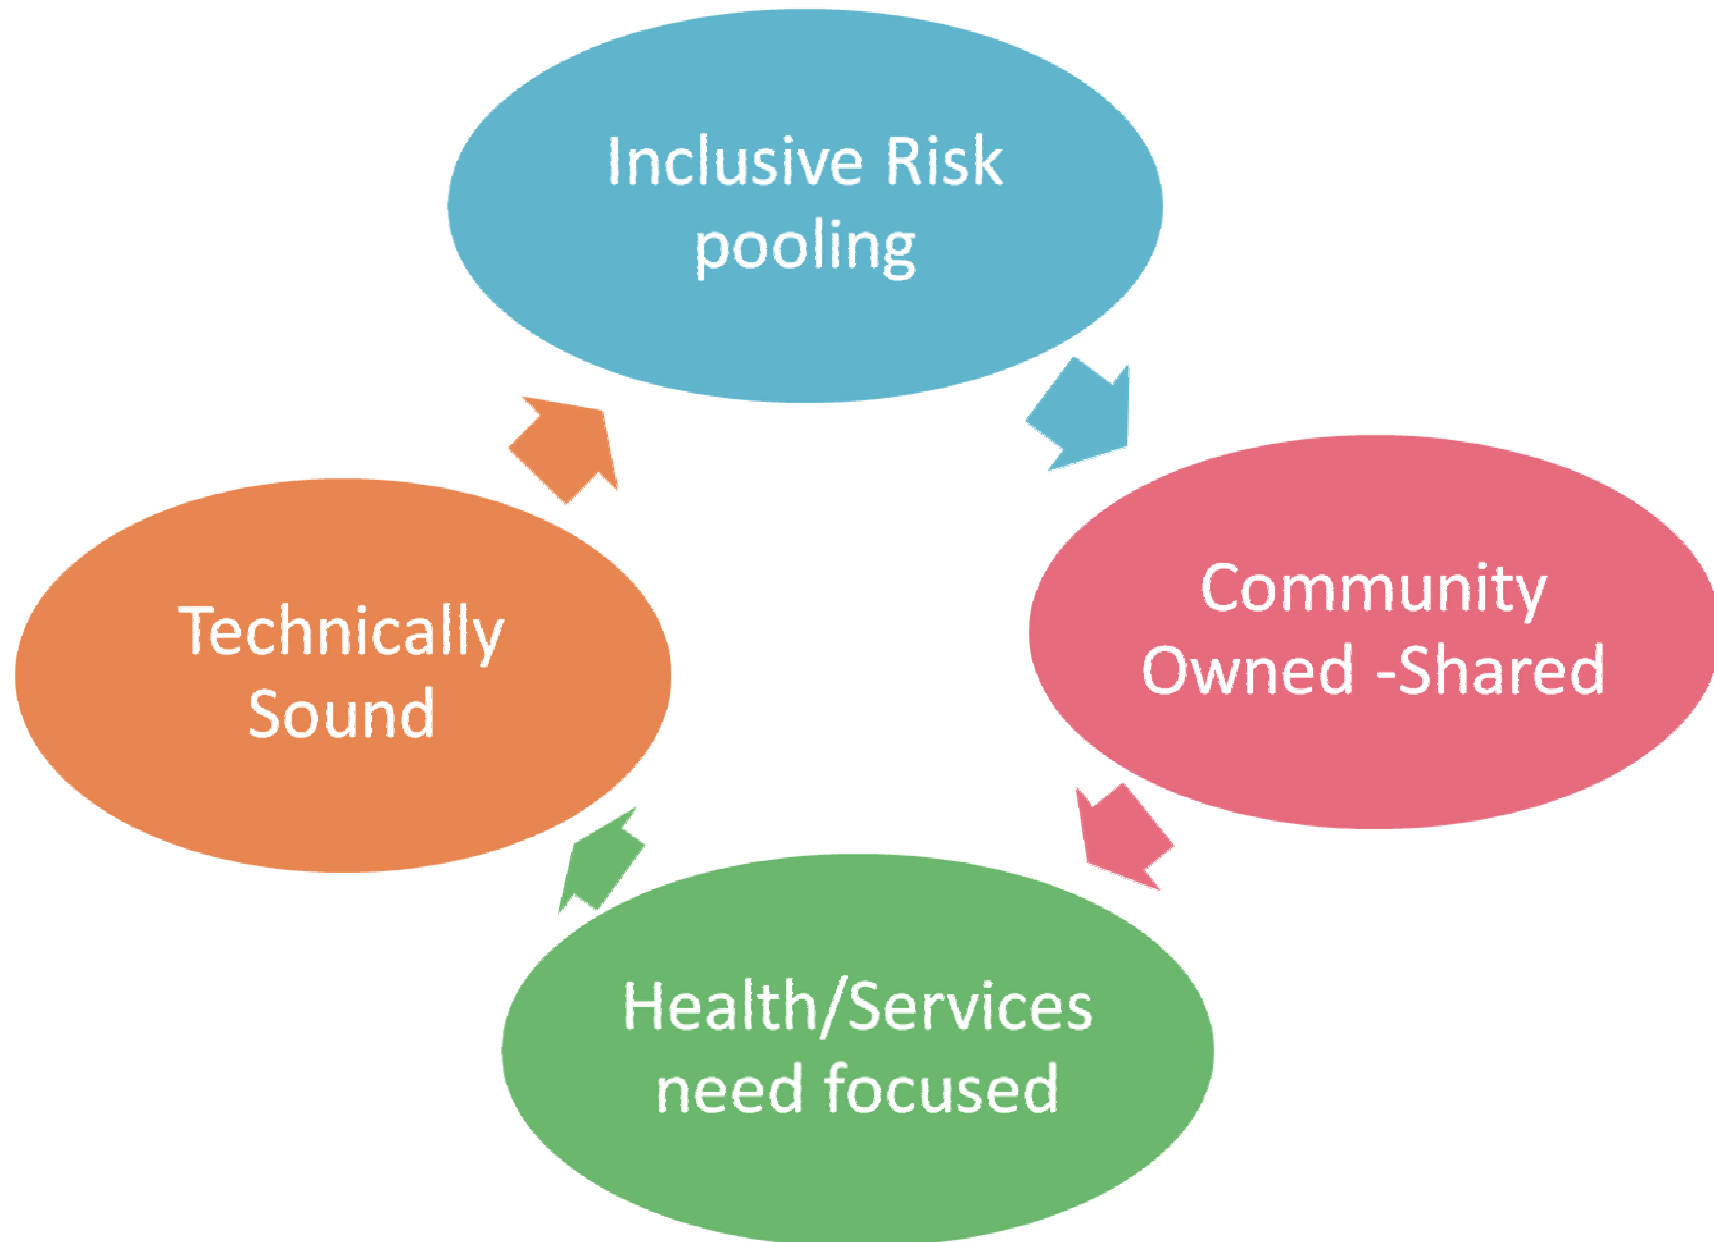 Inclusive Risk
pooling
Community
Owned -Shared
Health/Services
need focused
Technically
Sound